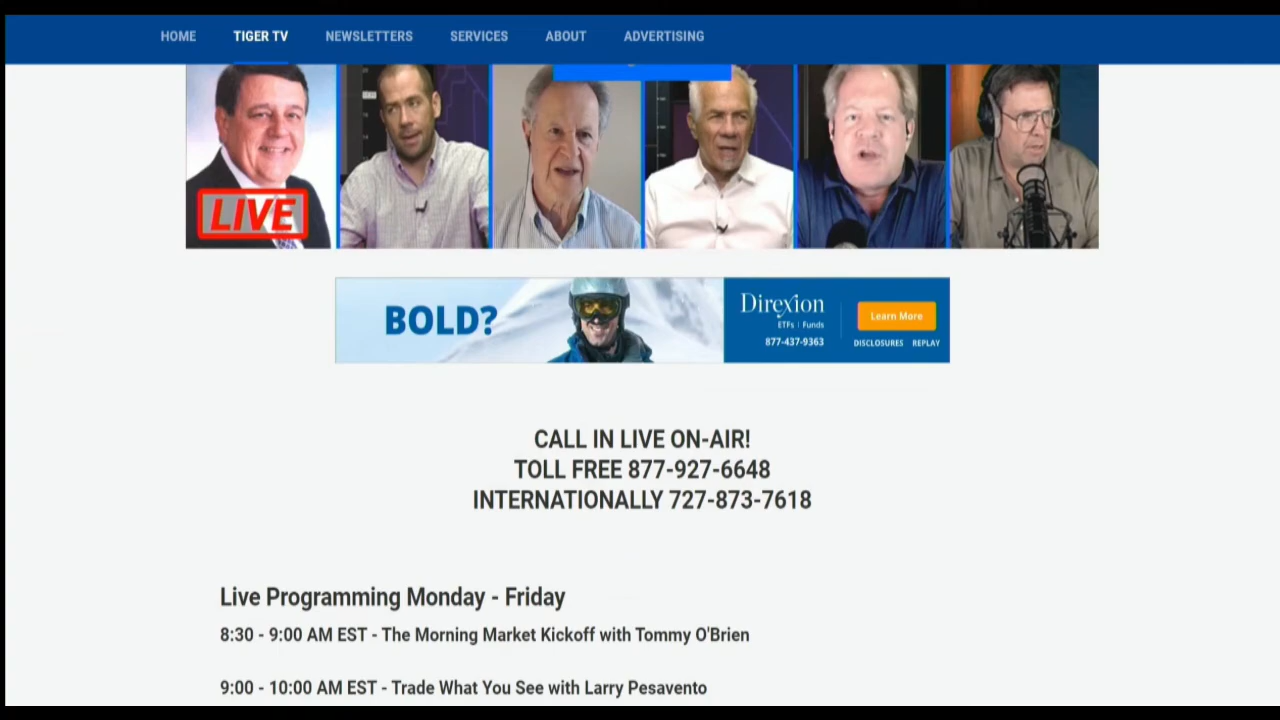 HOME TIGER TV NEWSLETTERS SERVICES ABOUT ADVERTISING
LIVE
BOLD?
Direxion
ETFs | Funds
877-437-9363
Learn More
DISCLOSURES REPLAY
CALL IN LIVE ON-AIR!
TOLL FREE 877-927-6648
INTERNATIONALLY 727-873-7618
Live Programming Monday - Friday
8:30 - 9:00 AM EST - The Morning Market Kickoff with Tommy O'Brien
9:00 - 10:00 AM EST - Trade What You See with Larry Pesavento